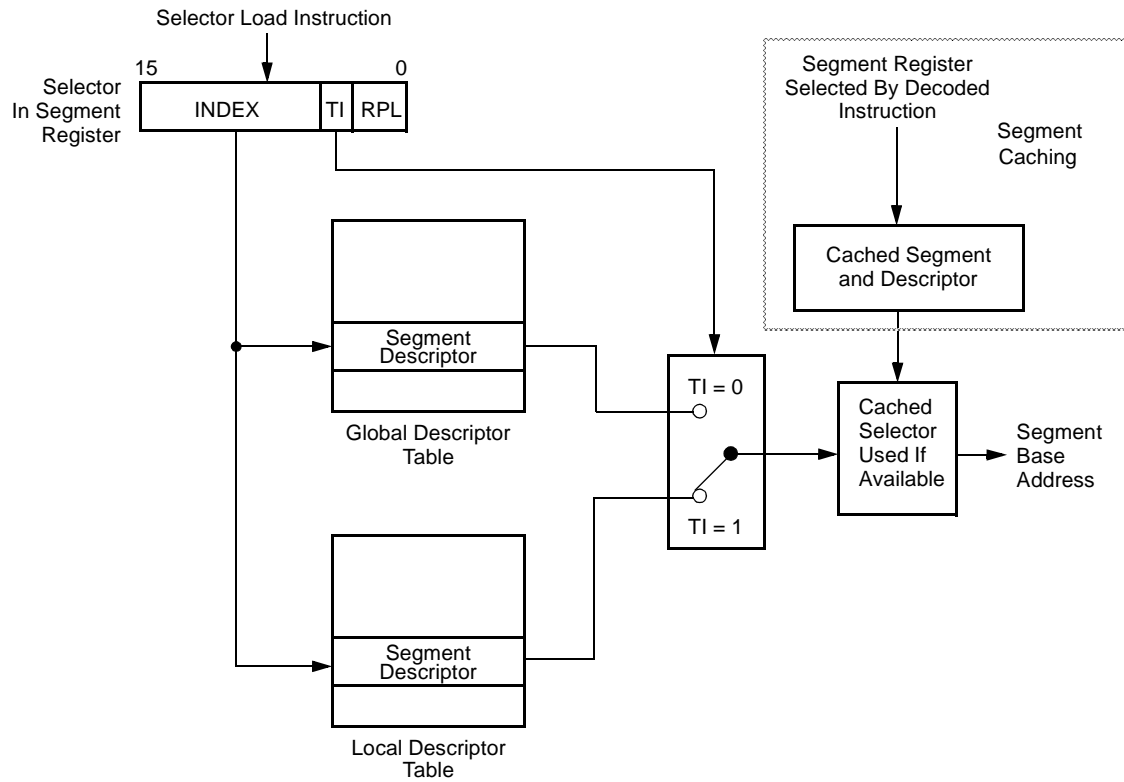 Selector Load Instruction
15
0
Selector
In Segment
Register
INDEX
TI
RPL
Segment Register
Selected By Decoded
Instruction
Segment
Caching
Cached Segment
and Descriptor
Segment
Descriptor
Global Descriptor
Table
TI = 0
TI = 1
Cached
Selector
Used If
Available
Segment
Base
Address
Segment
Descriptor
Local Descriptor
Table